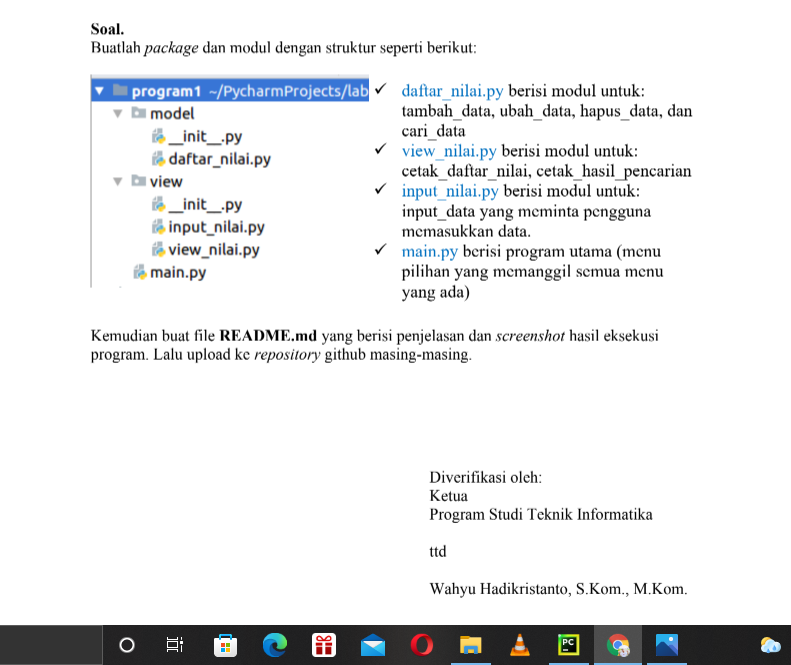 Soal.
Buatlah package dan modul dengan struktur seperti berikut:
program1 ~/PycharmProjects/lab
model
__init__.py
daftar_nilai.py
view
__init__.py
input_nilai.py
view_nilai.py
main.py
✓ daftar_nilai.py berisi modul untuk:
tambah_data, ubah_data, hapus_data, dan
cari_data
✓ view_nilai.py berisi modul untuk:
cetak_daftar_nilai, cetak_hasil_pencarian
✓ input_nilai.py berisi modul untuk:
input_data yang meminta pengguna
memasukkan data.
✓ main.py berisi program utama (menu
pilihan yang memanggil semua menu
yang ada)
Kemudian buat file README.md yang berisi penjelasan dan screenshot hasil eksekusi
program. Lalu upload ke repository github masing-masing.
Diverifikasi oleh:
Ketua
Program Studi Teknik Informatika
ttd
Wahyu Hadikristanto, S.Kom., M.Kom.
PC